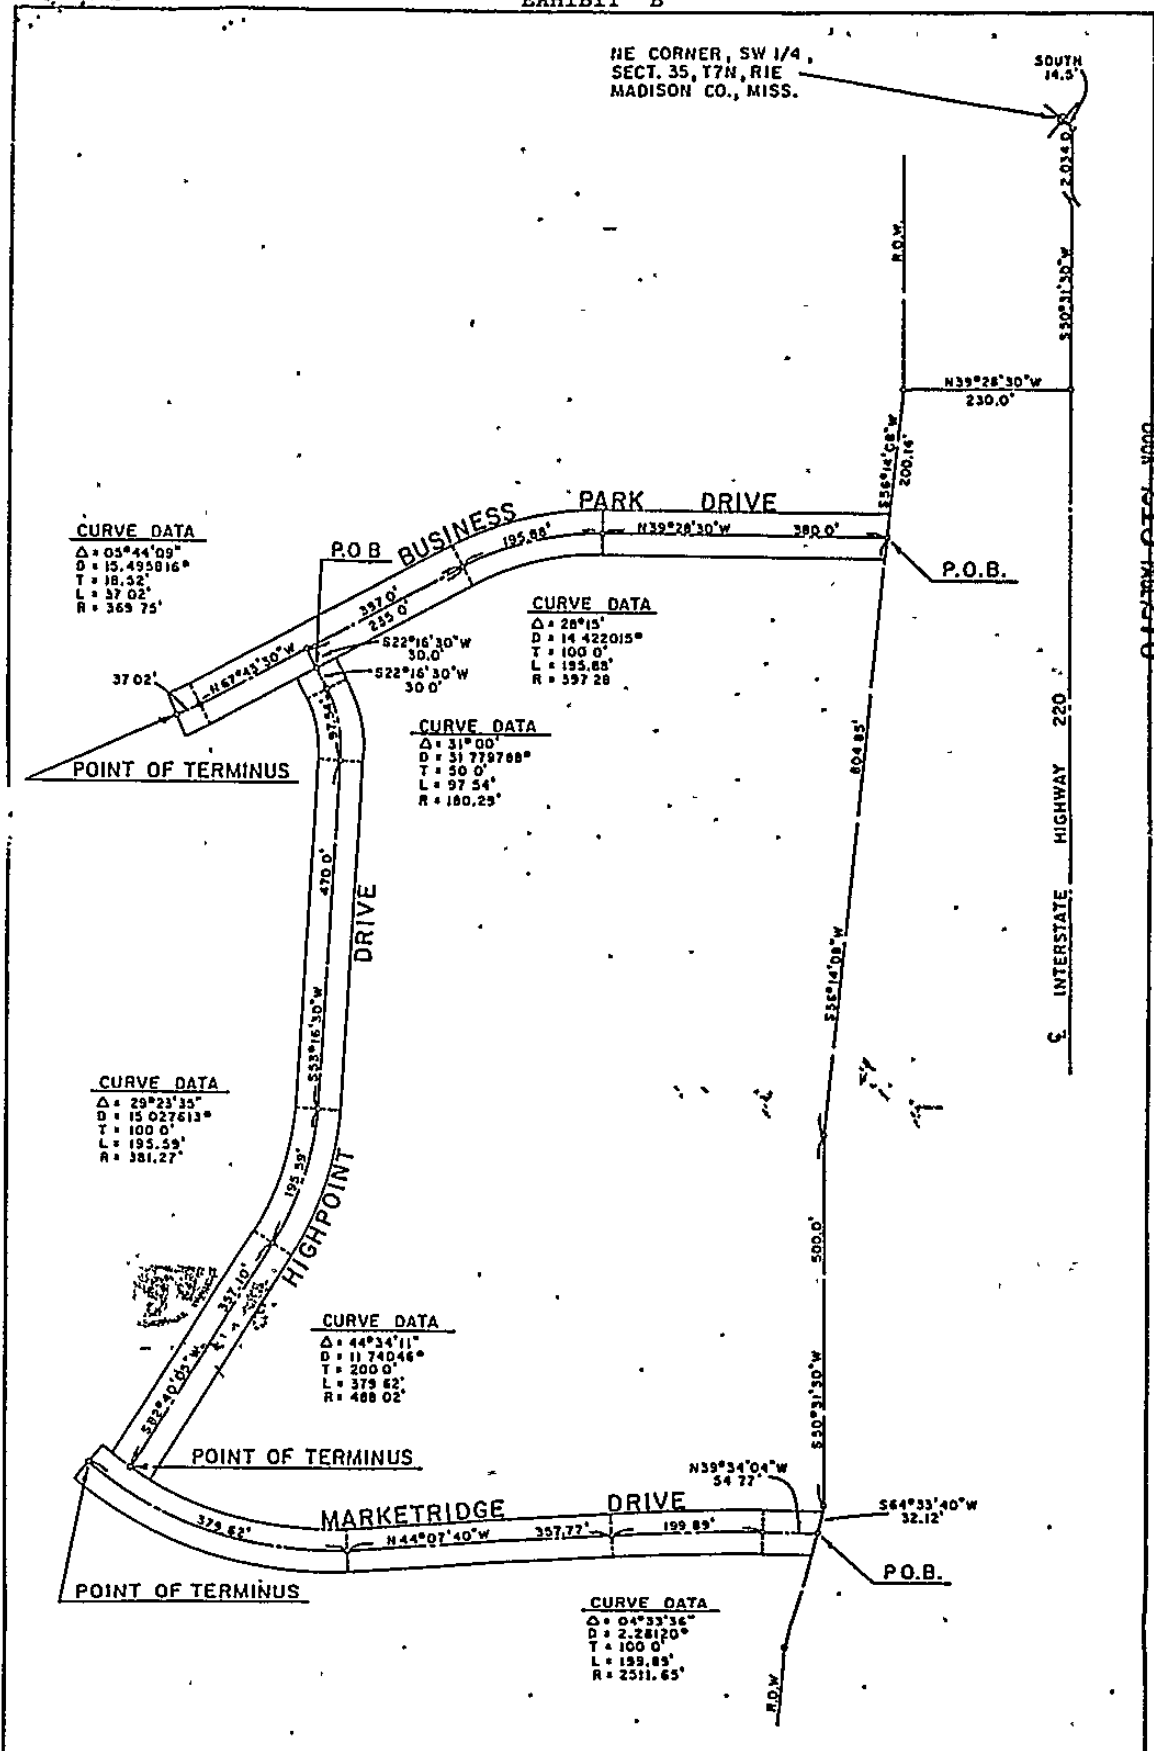 EXHIBIT "B"
NE CORNER, SW 1/4,
SECT. 35, T7N, R1E
MADISON CO., MISS.
SOUTH
14.5'
2,034.0
S50°31'30"W
R.O.W.
N39°28'30"W
230.0'
S56°14'08"W
200.14'
BUSINESS PARK DRIVE
195.88'
N39°28'30"W 380.0'
P.O.B.
P.O.B
CURVE DATA
Δ = 05°44'09"
D = 15.495816°
T = 18.52'
L = 37 02'
R = 369 75'
397.0'
235 0'
CURVE DATA
Δ = 28°15'
D = 14 422015°
T = 100 0'
L = 195.88'
R = 397 28
S22°16'30"W
30.0'
S22°16'30"W
30 0'
N67°43'30"W
37 02'
97.54'
POINT OF TERMINUS
CURVE DATA
Δ = 31°00'
D = 31 779788°
T = 50 0'
L = 97 54'
R = 180.29'
INTERSTATE HIGHWAY 220
804 85'
470 0'
DRIVE
S56°14'08"W
S53°16'30"W
CURVE DATA
Δ = 29°23'35"
D = 15 027613°
T = 100 0'
L = 195.59'
R = 381.27'
195 59'
HIGHPOINT
500.0'
357.10'
CURVE DATA
Δ = 44°34'11"
D = 11 74046°
T = 200 0'
L = 379 62'
R = 488 02'
S82°40'05"W
S50°31'30"W
POINT OF TERMINUS
N39°34'04"W
54 77'
MARKETRIDGE DRIVE
S64°33'40"W
32.12'
379.62'
N44°07'40"W 357.77'
199.89'
P.O.B.
POINT OF TERMINUS
CURVE DATA
Δ = 04°33'36"
D = 2.28120°
T = 100 0'
L = 199.89'
R = 2511.65'
R.O.W